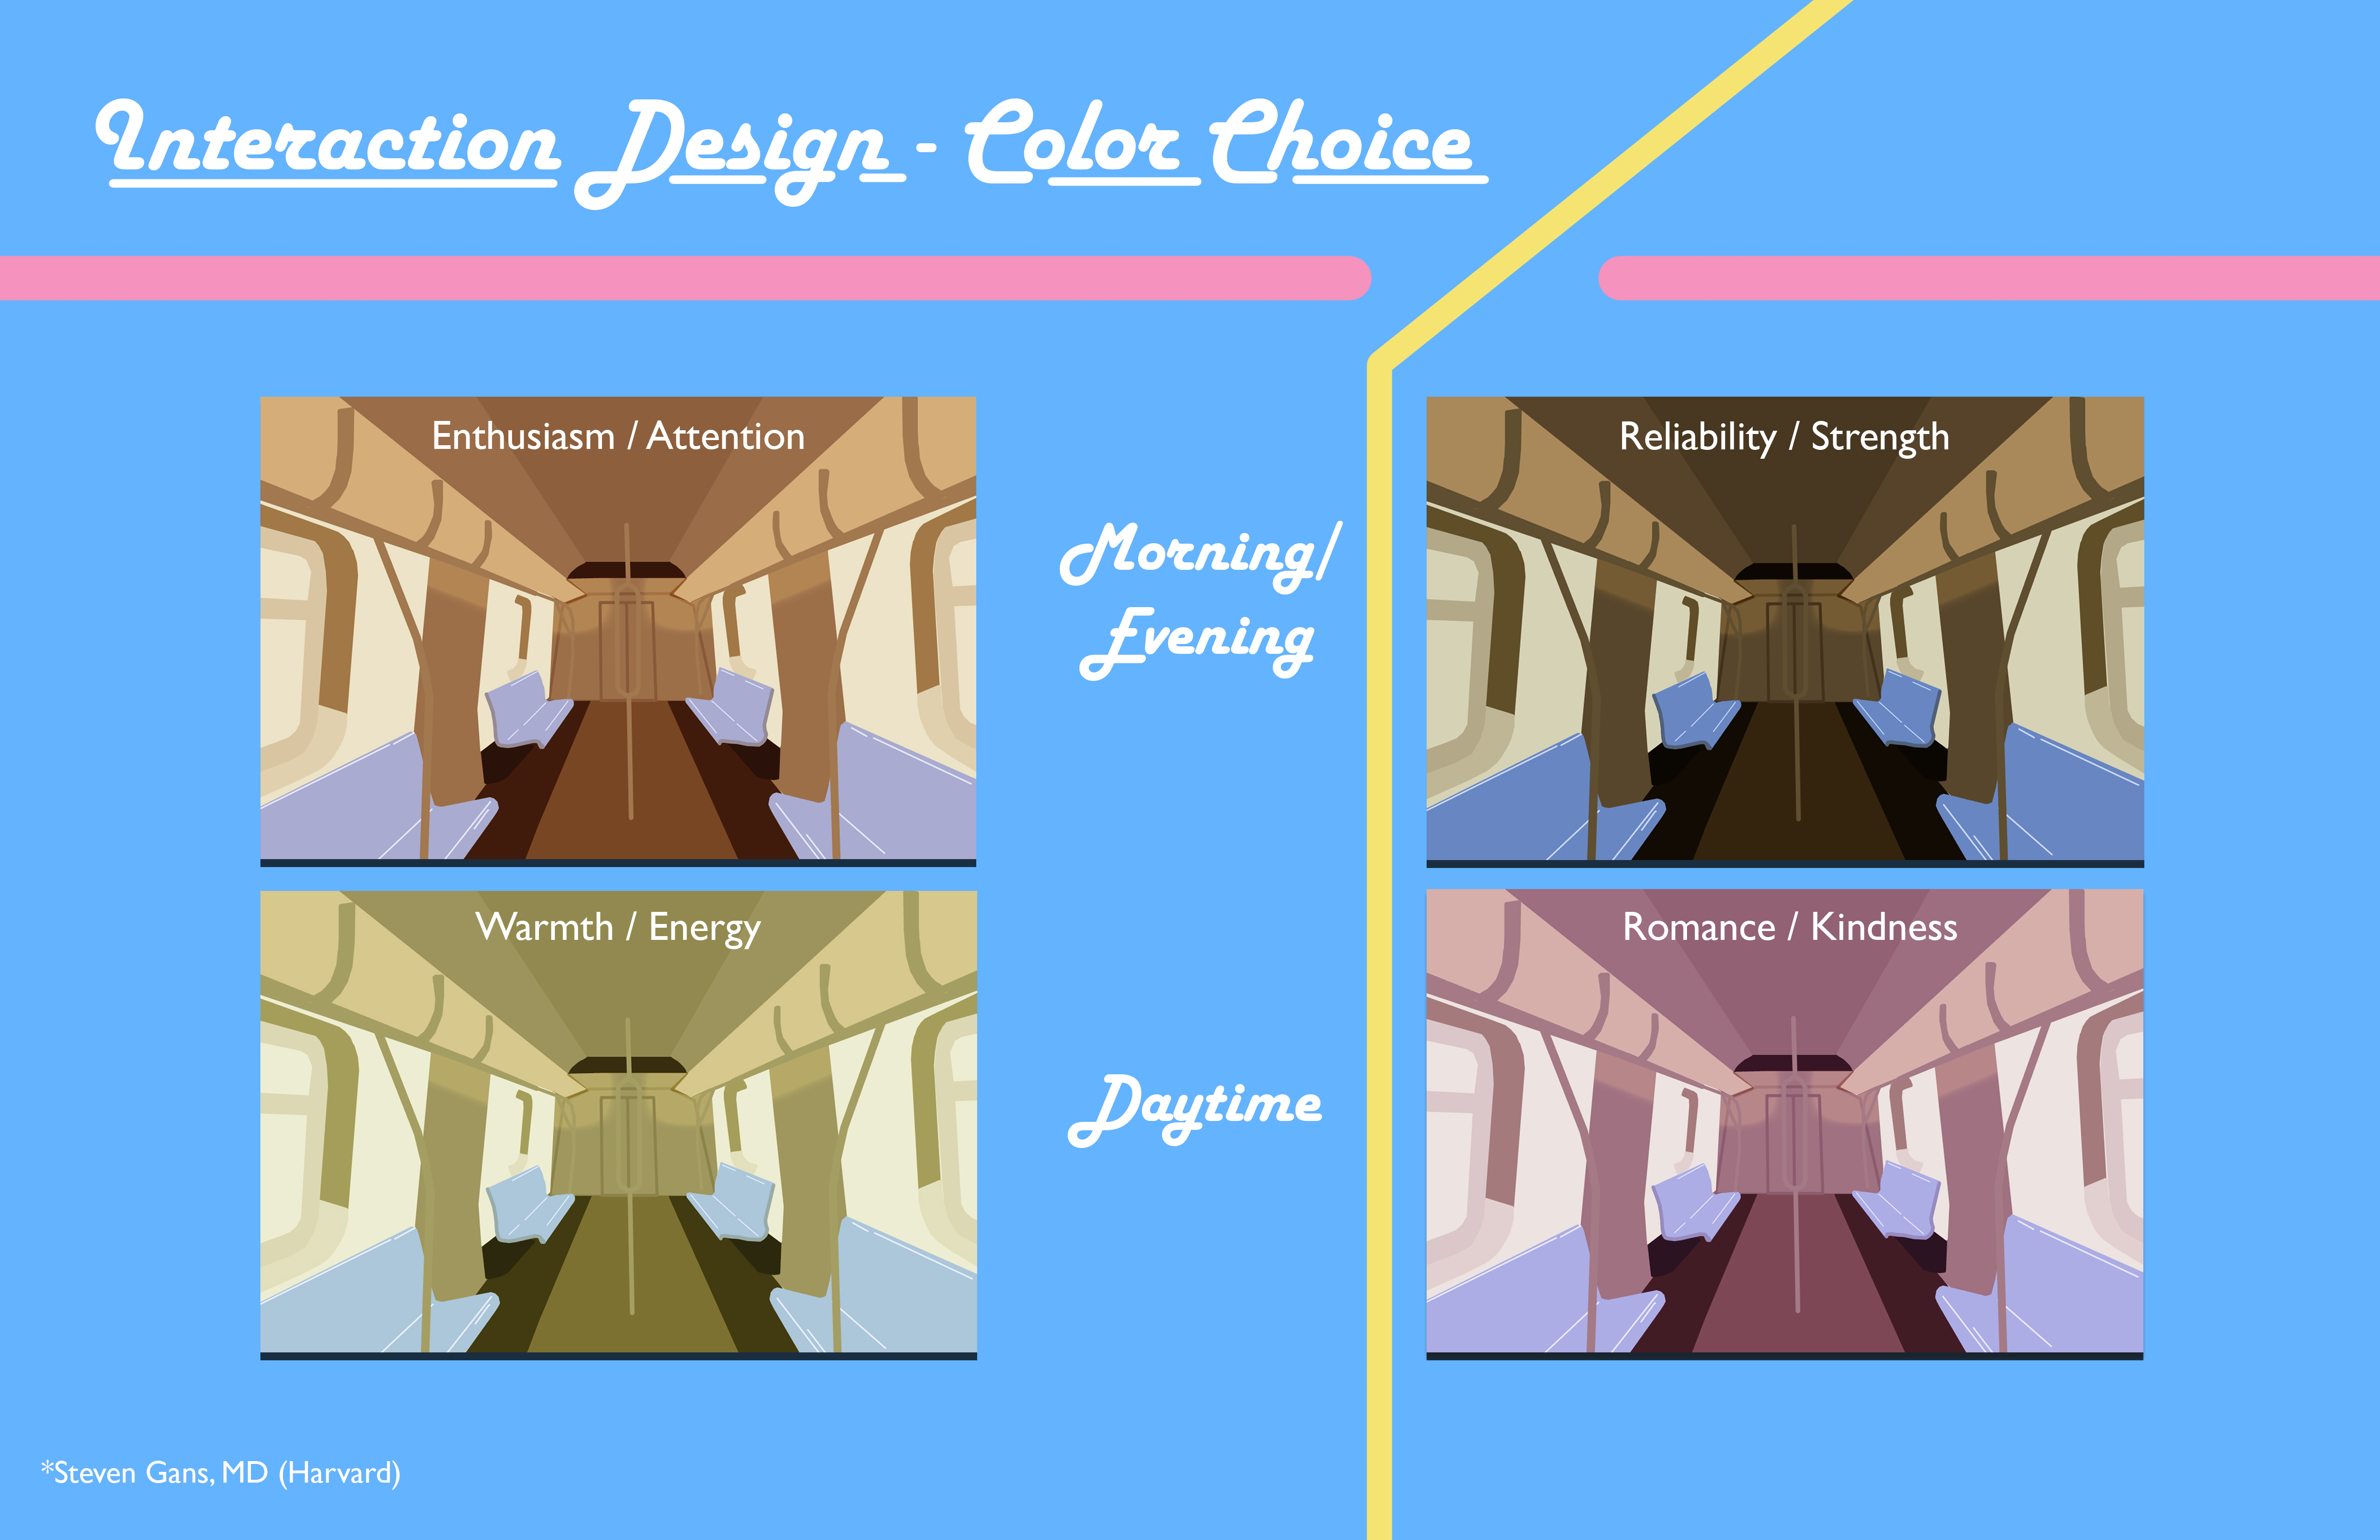 Interaction Design - Color Choice
Enthusiasm / Attention
Reliability / Strength
Morning/
Evening
Warmth / Energy
Romance / Kindness
Daytime
*Steven Gans, MD (Harvard)